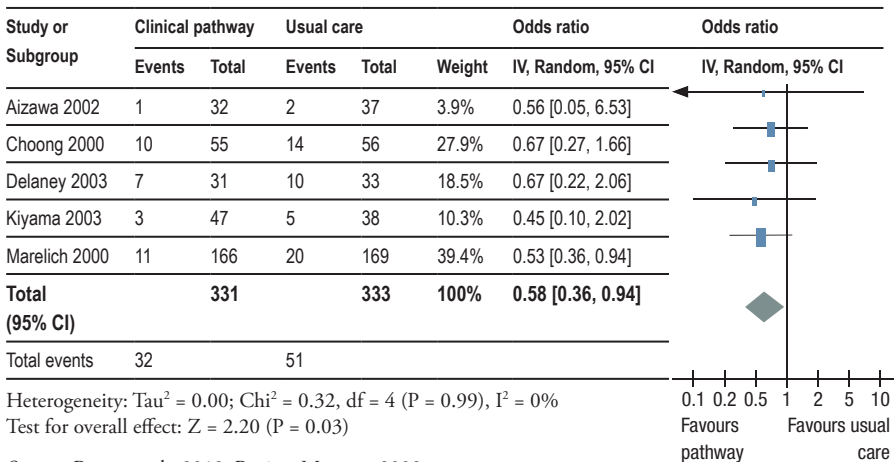 Study or Subgroup Clinical pathway Usual care Odds ratio Odds ratio
Events Total Events Total Weight IV, Random, 95% CI IV, Random, 95% CI
Aizawa 2002 1 32 2 37 3.9% 0.56 [0.05, 6.53]
Choong 2000 10 55 14 56 27.9% 0.67 [0.27, 1.66]
Delaney 2003 7 31 10 33 18.5% 0.67 [0.22, 2.06]
Kiyama 2003 3 47 5 38 10.3% 0.45 [0.10, 2.02]
Marelich 2000 11 166 20 169 39.4% 0.53 [0.36, 0.94]
Total (95% CI) 331 333 100% 0.58 [0.36, 0.94]
Total events 32 51
Heterogeneity: Tau² = 0.00; Chi² = 0.32, df = 4 (P = 0.99), I² = 0%
Test for overall effect: Z = 2.20 (P = 0.03)
0.1 0.2 0.5 1 2 5 10
Favours pathway Favours usual care